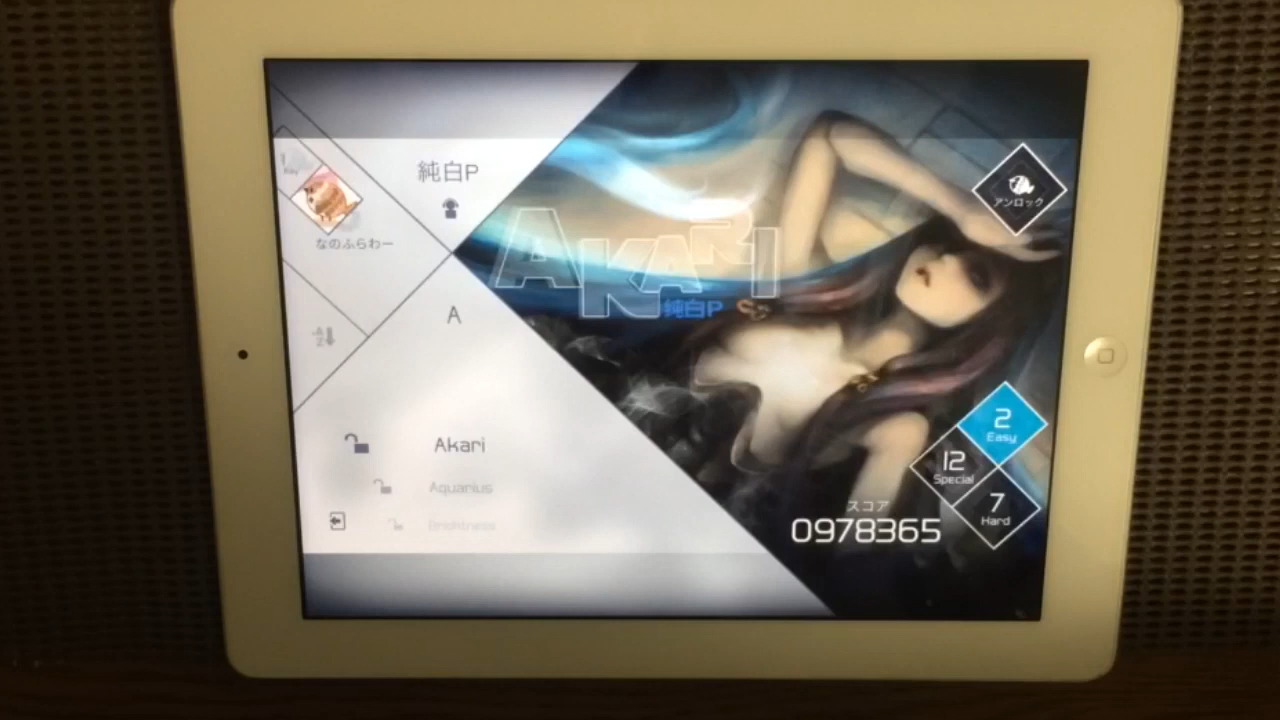 純白P
アンロック
なのふらわー
AKARI
純白P
A
2
Easy
12
Special
7
Hard
Akari
Aquarius
Brightness
スコア
0978365